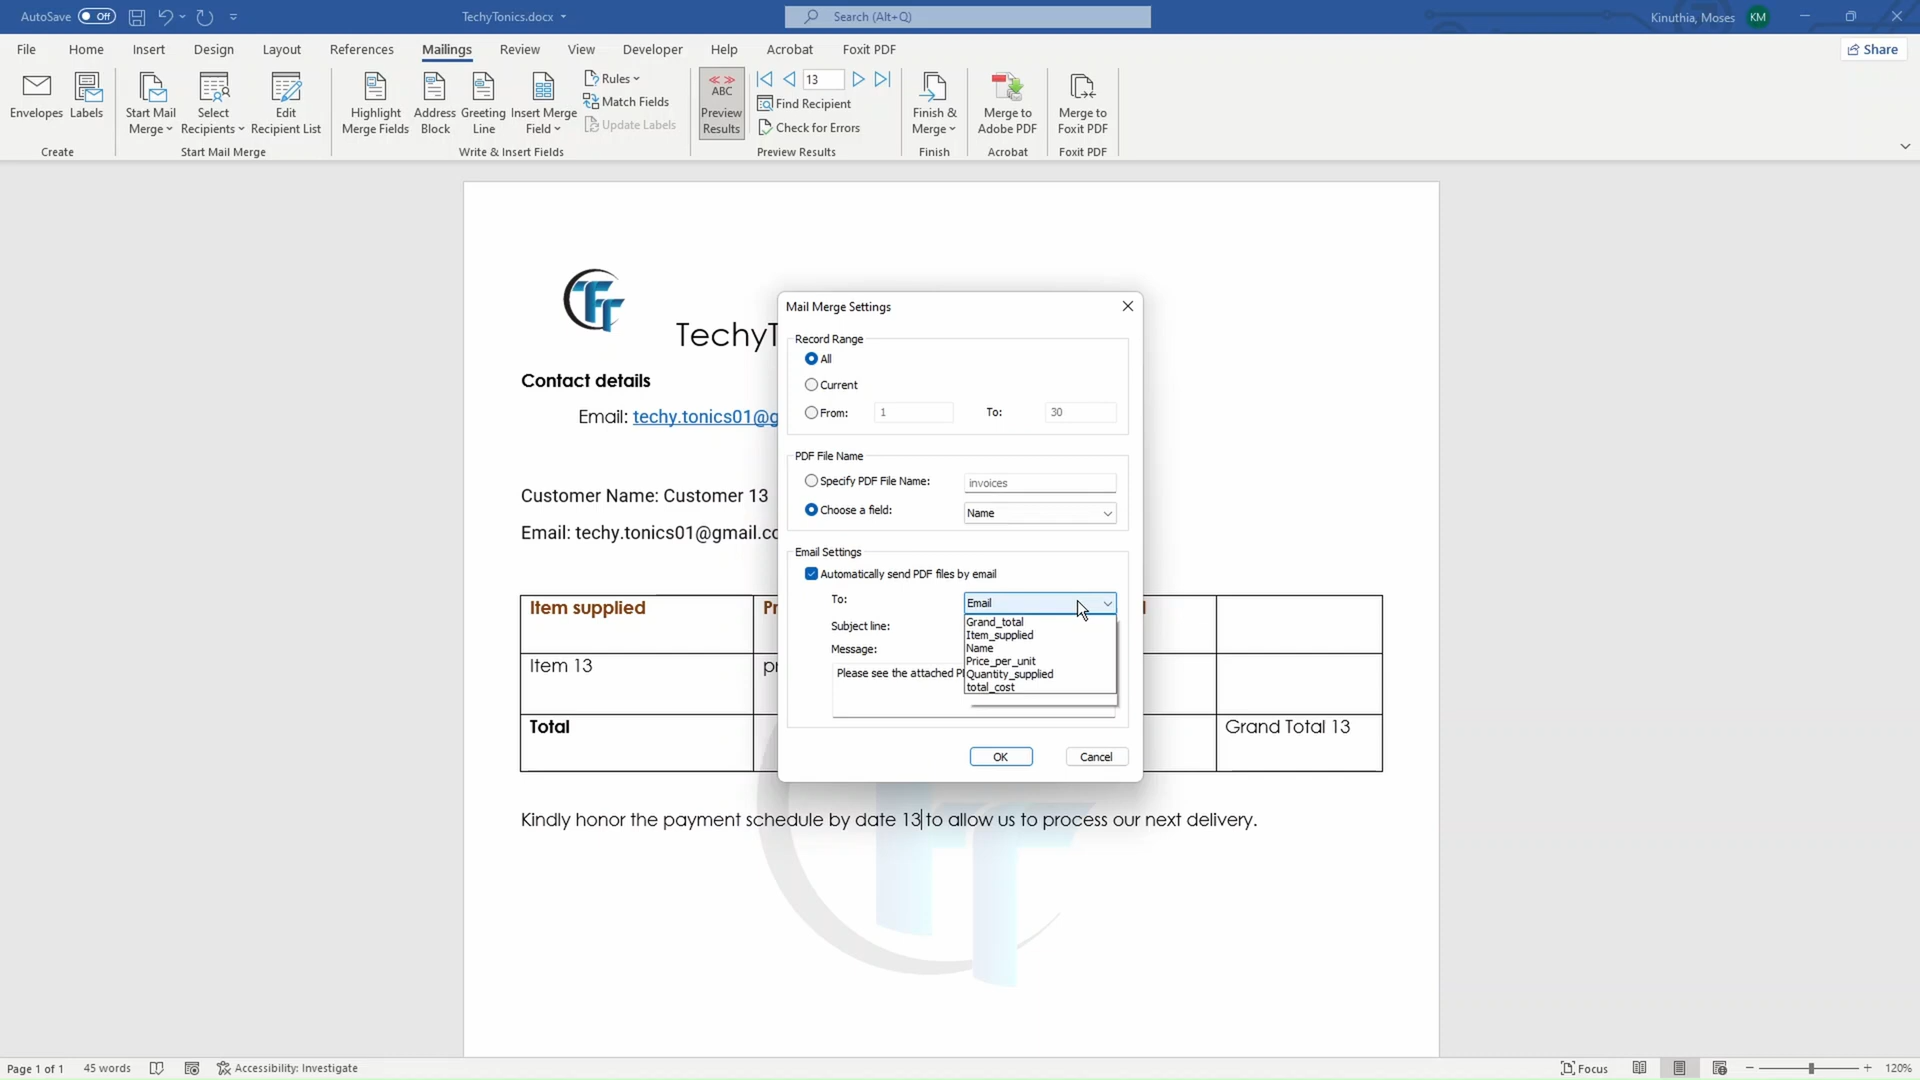 AutoSave Off TechyTonics.docx Search (Alt+Q) Kinuthia, Moses KM
File Home Insert Design Layout References Mailings Review View Developer Help Acrobat Foxit PDF Share
Envelopes
Labels
Start Mail
Merge
Select
Recipients
Edit
Recipient List
Highlight
Merge Fields
Address
Block
Greeting
Line
Insert Merge
Field
Rules
Match Fields
Update Labels
ABC
Preview
Results
13
Find Recipient
Check for Errors
Finish &
Merge
Merge to
Adobe PDF
Merge to
Foxit PDF
Create Start Mail Merge Write & Insert Fields Preview Results Finish Acrobat Foxit PDF
TechyT
Contact details
Email: techy.tonics01@g
Customer Name: Customer 13
Email: techy.tonics01@gmail.co
Item supplied Pr
Item 13 pr
Total Grand Total 13
Kindly honor the payment schedule by date 13 to allow us to process our next delivery.
Mail Merge Settings
Record Range
All
Current
From: 1 To: 30
PDF File Name
Specify PDF File Name: invoices
Choose a field: Name
Email Settings
Automatically send PDF files by email
To: Email
Subject line:
Message:
Please see the attached P
Grand_total
Item_supplied
Name
Price_per_unit
Quantity_supplied
total_cost
OK Cancel
Page 1 of 1 45 words Accessibility: Investigate Focus 120%